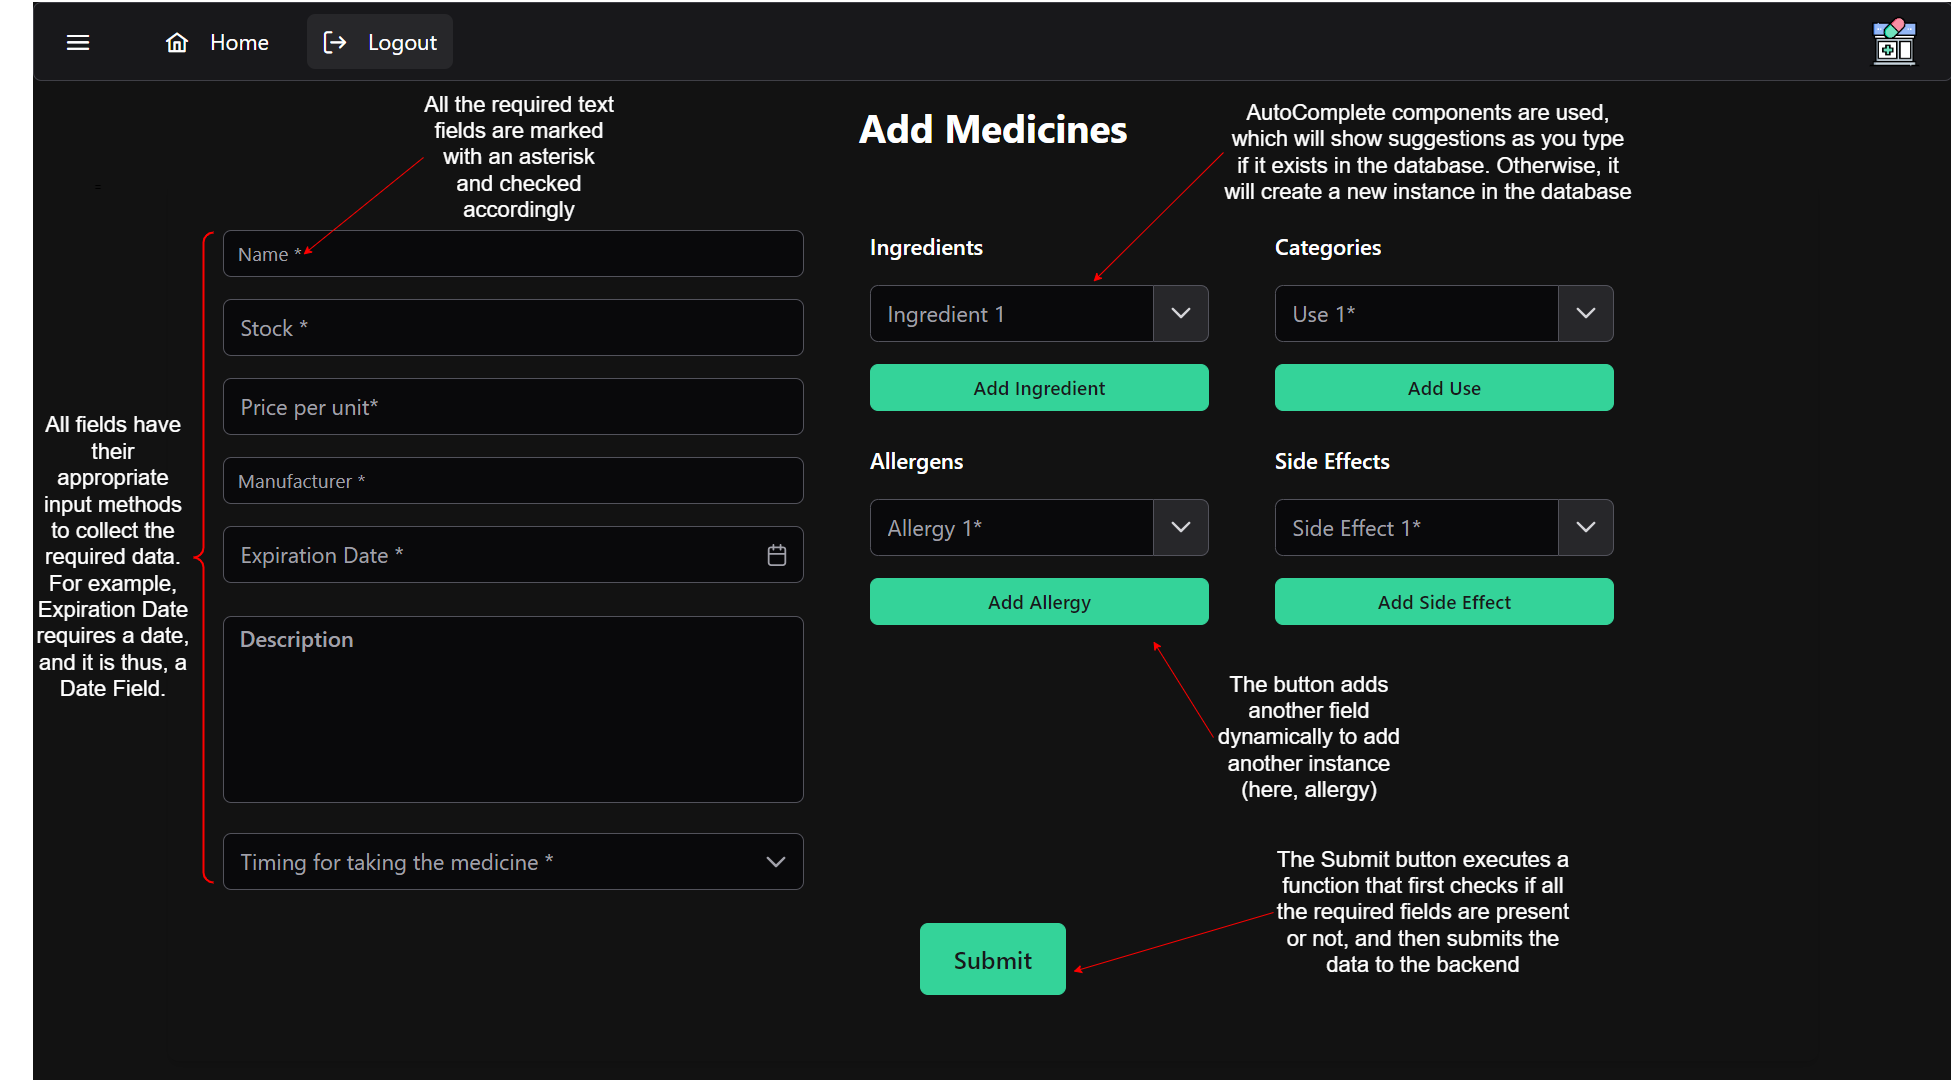 Home
Logout
All the required text
fields are marked
with an asterisk
and checked
accordingly
Add Medicines
AutoComplete components are used,
which will show suggestions as you type
if it exists in the database. Otherwise, it
will create a new instance in the database
All fields have
their
appropriate
input methods
to collect the
required data.
For example,
Expiration Date
requires a date,
and it is thus, a
Date Field.
Name *
Stock *
Price per unit*
Manufacturer *
Expiration Date *
Description
Timing for taking the medicine *
Ingredients
Ingredient 1
Add Ingredient
Categories
Use 1*
Add Use
Allergens
Allergy 1*
Add Allergy
Side Effects
Side Effect 1*
Add Side Effect
The button adds
another field
dynamically to add
another instance
(here, allergy)
The Submit button executes a
function that first checks if all
the required fields are present
or not, and then submits the
data to the backend
Submit